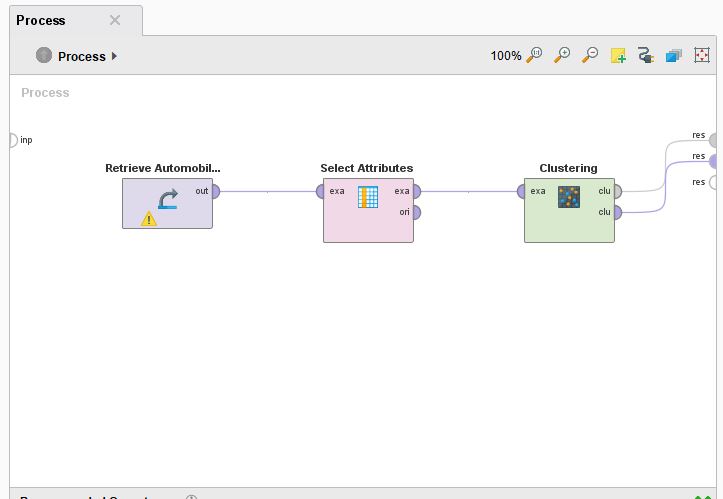 Process
100%
Process
Process
inp
res
res
res
Retrieve Automobil...
out
Select Attributes
exa
exa
ori
Clustering
exa
clu
clu